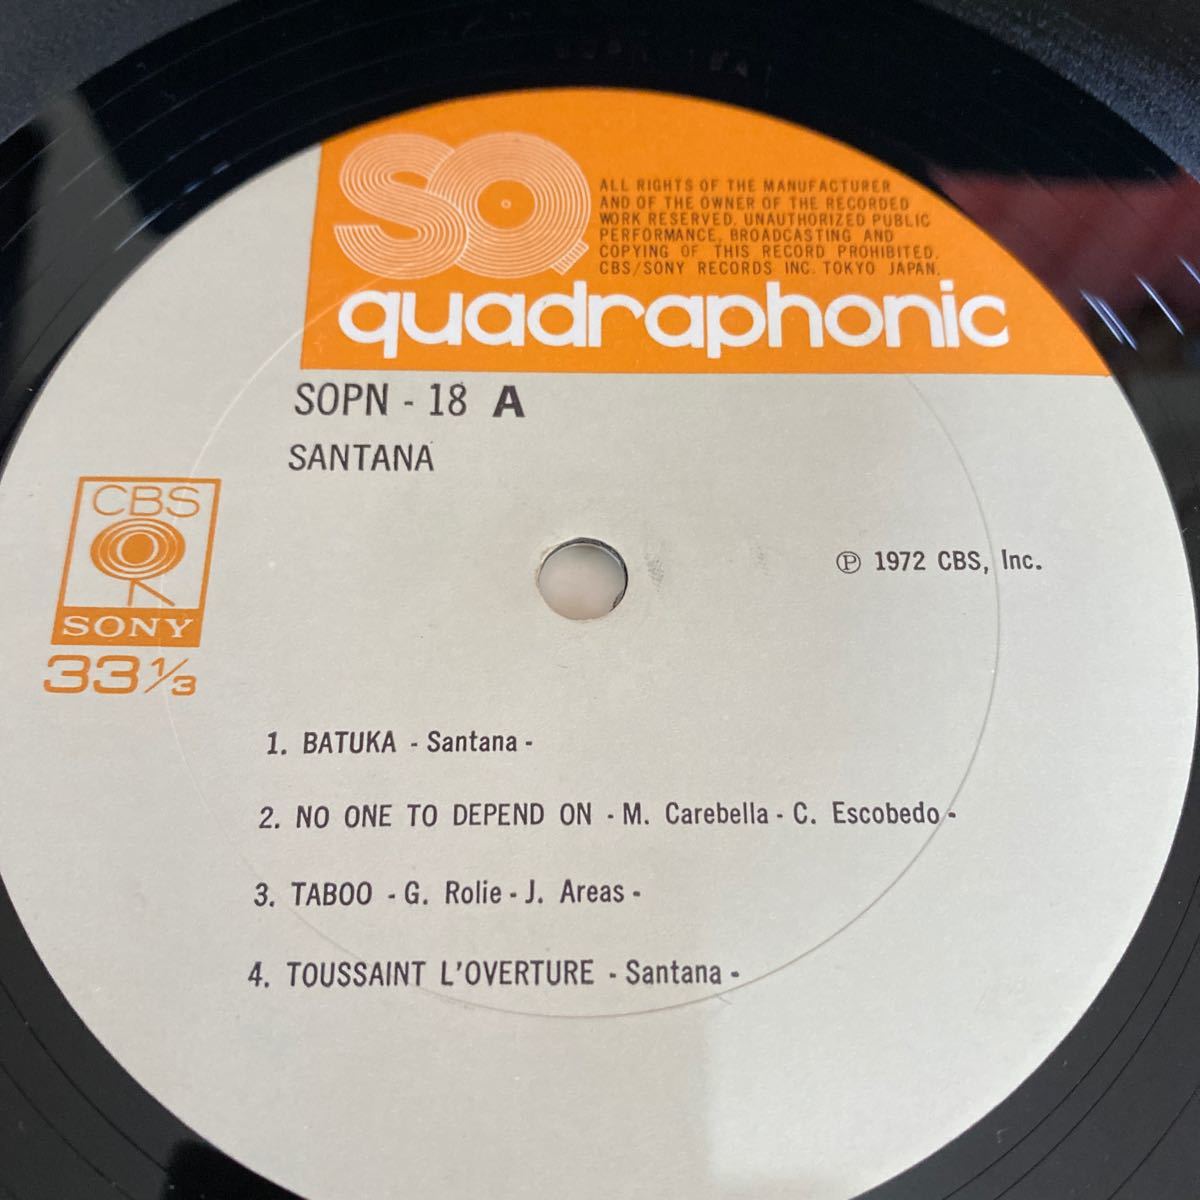 SQ
ALL RIGHTS OF THE MANUFACTURER
AND OF THE OWNER OF THE RECORDED
WORK RESERVED. UNAUTHORIZED PUBLIC
PERFORMANCE, BROADCASTING AND
COPYING OF THIS RECORD PROHIBITED.
CBS/SONY RECORDS INC. TOKYO JAPAN.
quadraphonic
SOPN - 18 A
SANTANA
CBS
SONY
33 1/3
Ⓟ 1972 CBS, Inc.
1. BATUKA - Santana -
2. NO ONE TO DEPEND ON - M. Carebella - C. Escobedo -
3. TABOO - G. Rolie - J. Areas -
4. TOUSSAINT L'OVERTURE - Santana -